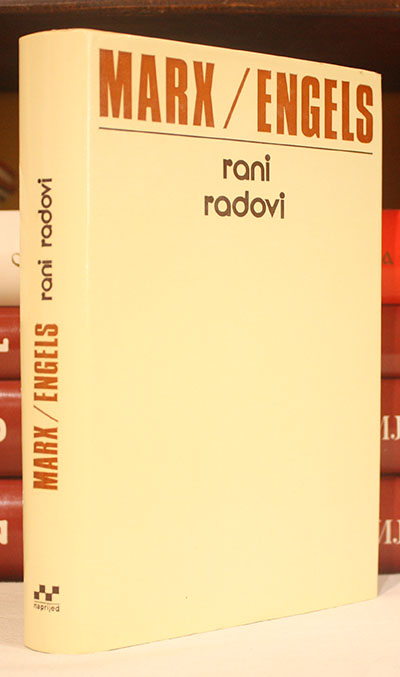 MARX / ENGELS
rani
radovi
MARX / ENGELS rani radovi
naprijed